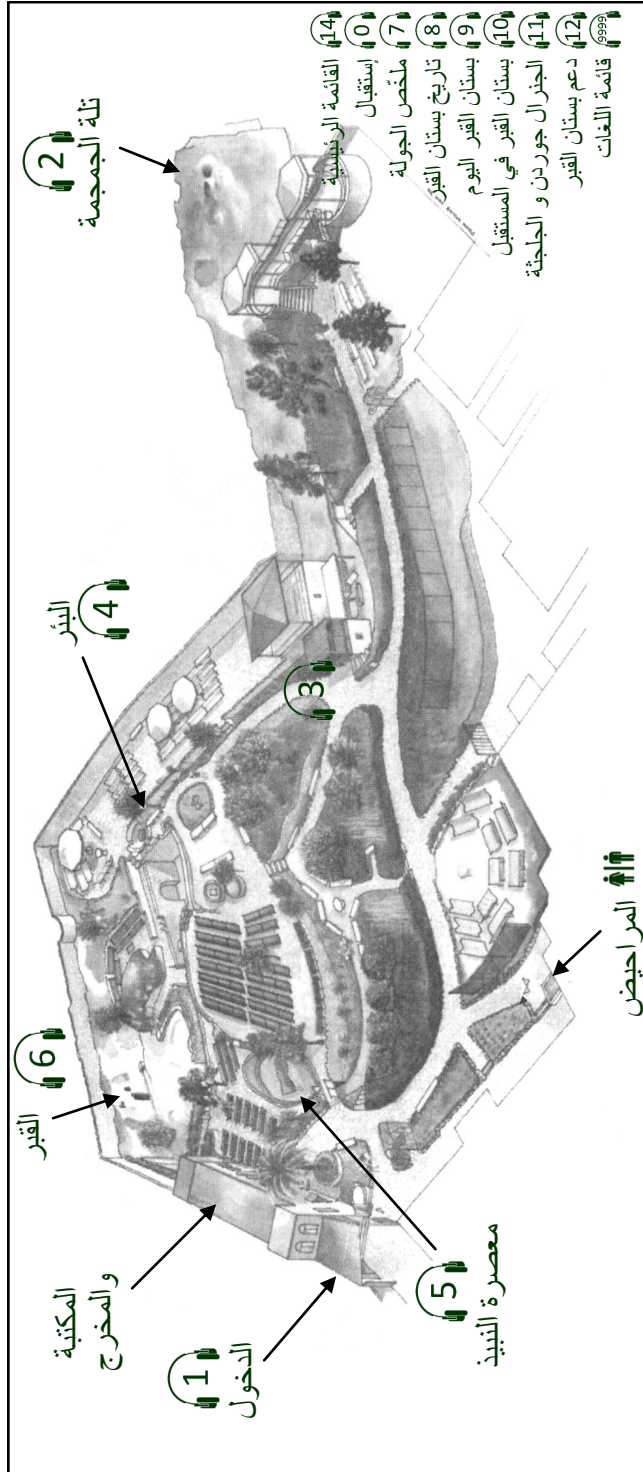 2
تلة الجمجمة
البئر
4
6
القبر
المكتبة
والمخرج
1
الدخول
3
5
معصرة النبيذ
المراحيض
14 القائمة الرئيسية
0 إستقبال
7 ملخّص الجولة
8 تاريخ بستان القبر
9 بستان القبر اليوم
10 بستان القبر في المستقبل
11 الجنرال جوردن و الجلجثة
12 دعم بستان القبر
9999 قائمة اللغات